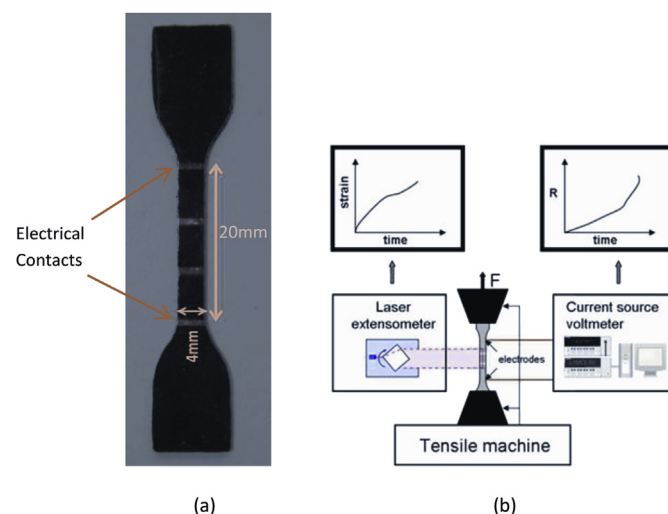 Electrical
Contacts
20mm
4mm
(a)
strain
time
R
time
Laser
extensometer
F
electrodes
Current source
voltmeter
Tensile machine
(b)